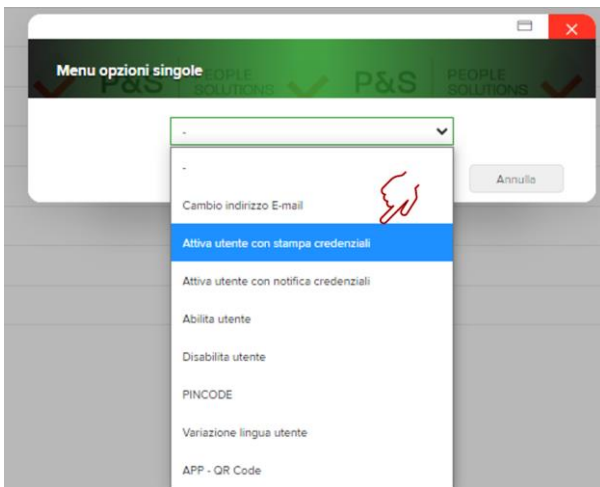 Menu opzioni singole
P&S PEOPLE SOLUTIONS P&S PEOPLE SOLUTIONS
-
Annulla
-
Cambio indirizzo E-mail
Attiva utente con stampa credenziali
Attiva utente con notifica credenziali
Abilita utente
Disabilita utente
PINCODE
Variazione lingua utente
APP - QR Code